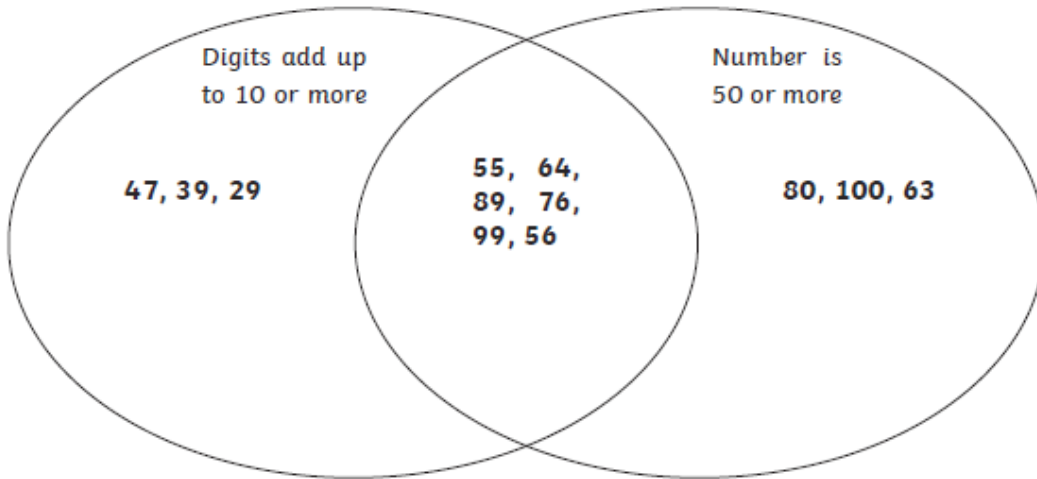 Digits add up
to 10 or more
Number is
50 or more
47, 39, 29
55, 64,
89, 76,
99, 56
80, 100, 63